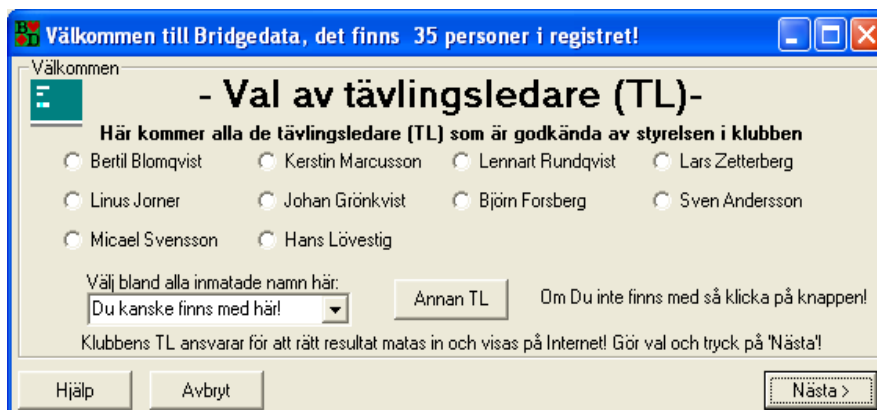 Välkommen till Bridgedata, det finns 35 personer i registret!
Välkommen
- Val av tävlingsledare (TL)-
Här kommer alla de tävlingsledare (TL) som är godkända av styrelsen i klubben
Bertil Blomqvist Kerstin Marcusson Lennart Rundqvist Lars Zetterberg
Linus Jorner Johan Grönkvist Björn Forsberg Sven Andersson
Micael Svensson Hans Lövestig
Välj bland alla inmatade namn här:
Du kanske finns med här! Annan TL Om Du inte finns med så klicka på knappen!
Klubbens TL ansvarar för att rätt resultat matas in och visas på Internet! Gör val och tryck på 'Nästa'!
Hjälp Avbryt Nästa >